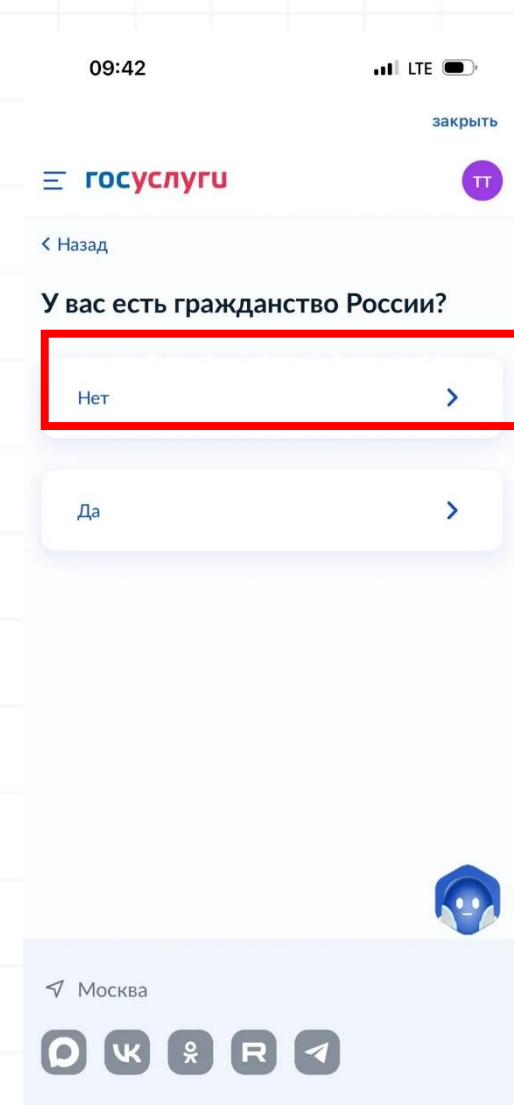 09:42 LTE
закрыть
госуслуги
ТТ
Назад
У вас есть гражданство России?
Нет
Да
Москва